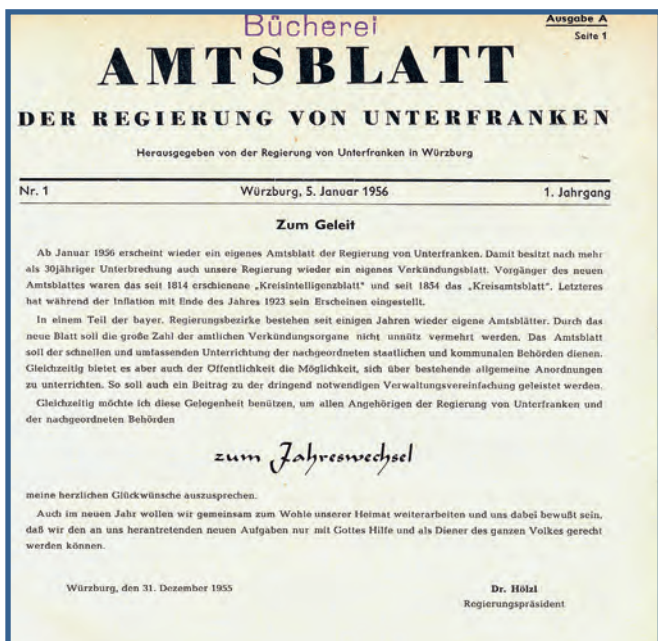 Bücherei
Ausgabe A
Seite 1
AMTSBLATT
DER REGIERUNG VON UNTERFRANKEN
Herausgegeben von der Regierung von Unterfranken in Würzburg
Nr. 1 Würzburg, 5. Januar 1956 1. Jahrgang
Zum Geleit
Ab Januar 1956 erscheint wieder ein eigenes Amtsblatt der Regierung von Unterfranken. Damit besitzt nach mehr
als 30jähriger Unterbrechung auch unsere Regierung wieder ein eigenes Verkündungsblatt. Vorgänger des neuen
Amtsblattes waren das seit 1814 erschienene „Kreisintelligenzblatt" und seit 1854 das „Kreisamtsblatt". Letzteres
hat während der Inflation mit Ende des Jahres 1923 sein Erscheinen eingestellt.
In einem Teil der bayer. Regierungsbezirke bestehen seit einigen Jahren wieder eigene Amtsblätter. Durch das
neue Blatt soll die große Zahl der amtlichen Verkündungsorgane nicht unnütz vermehrt werden. Das Amtsblatt
soll der schnellen und umfassenden Unterrichtung der nachgeordneten staatlichen und kommunalen Behörden dienen.
Gleichzeitig bietet es aber auch der Öffentlichkeit die Möglichkeit, sich über bestehende allgemeine Anordnungen
zu unterrichten. So soll auch ein Beitrag zu der dringend notwendigen Verwaltungsvereinfachung geleistet werden.
Gleichzeitig möchte ich diese Gelegenheit benützen, um allen Angehörigen der Regierung von Unterfranken und
der nachgeordneten Behörden
zum Jahreswechsel
meine herzlichen Glückwünsche auszusprechen.
Auch im neuen Jahr wollen wir gemeinsam zum Wohle unserer Heimat weiterarbeiten und uns dabei bewußt sein,
daß wir den an uns herantretenden neuen Aufgaben nur mit Gottes Hilfe und als Diener des ganzen Volkes gerecht
werden können.
Würzburg, den 31. Dezember 1955 Dr. Hölzl
Regierungspräsident